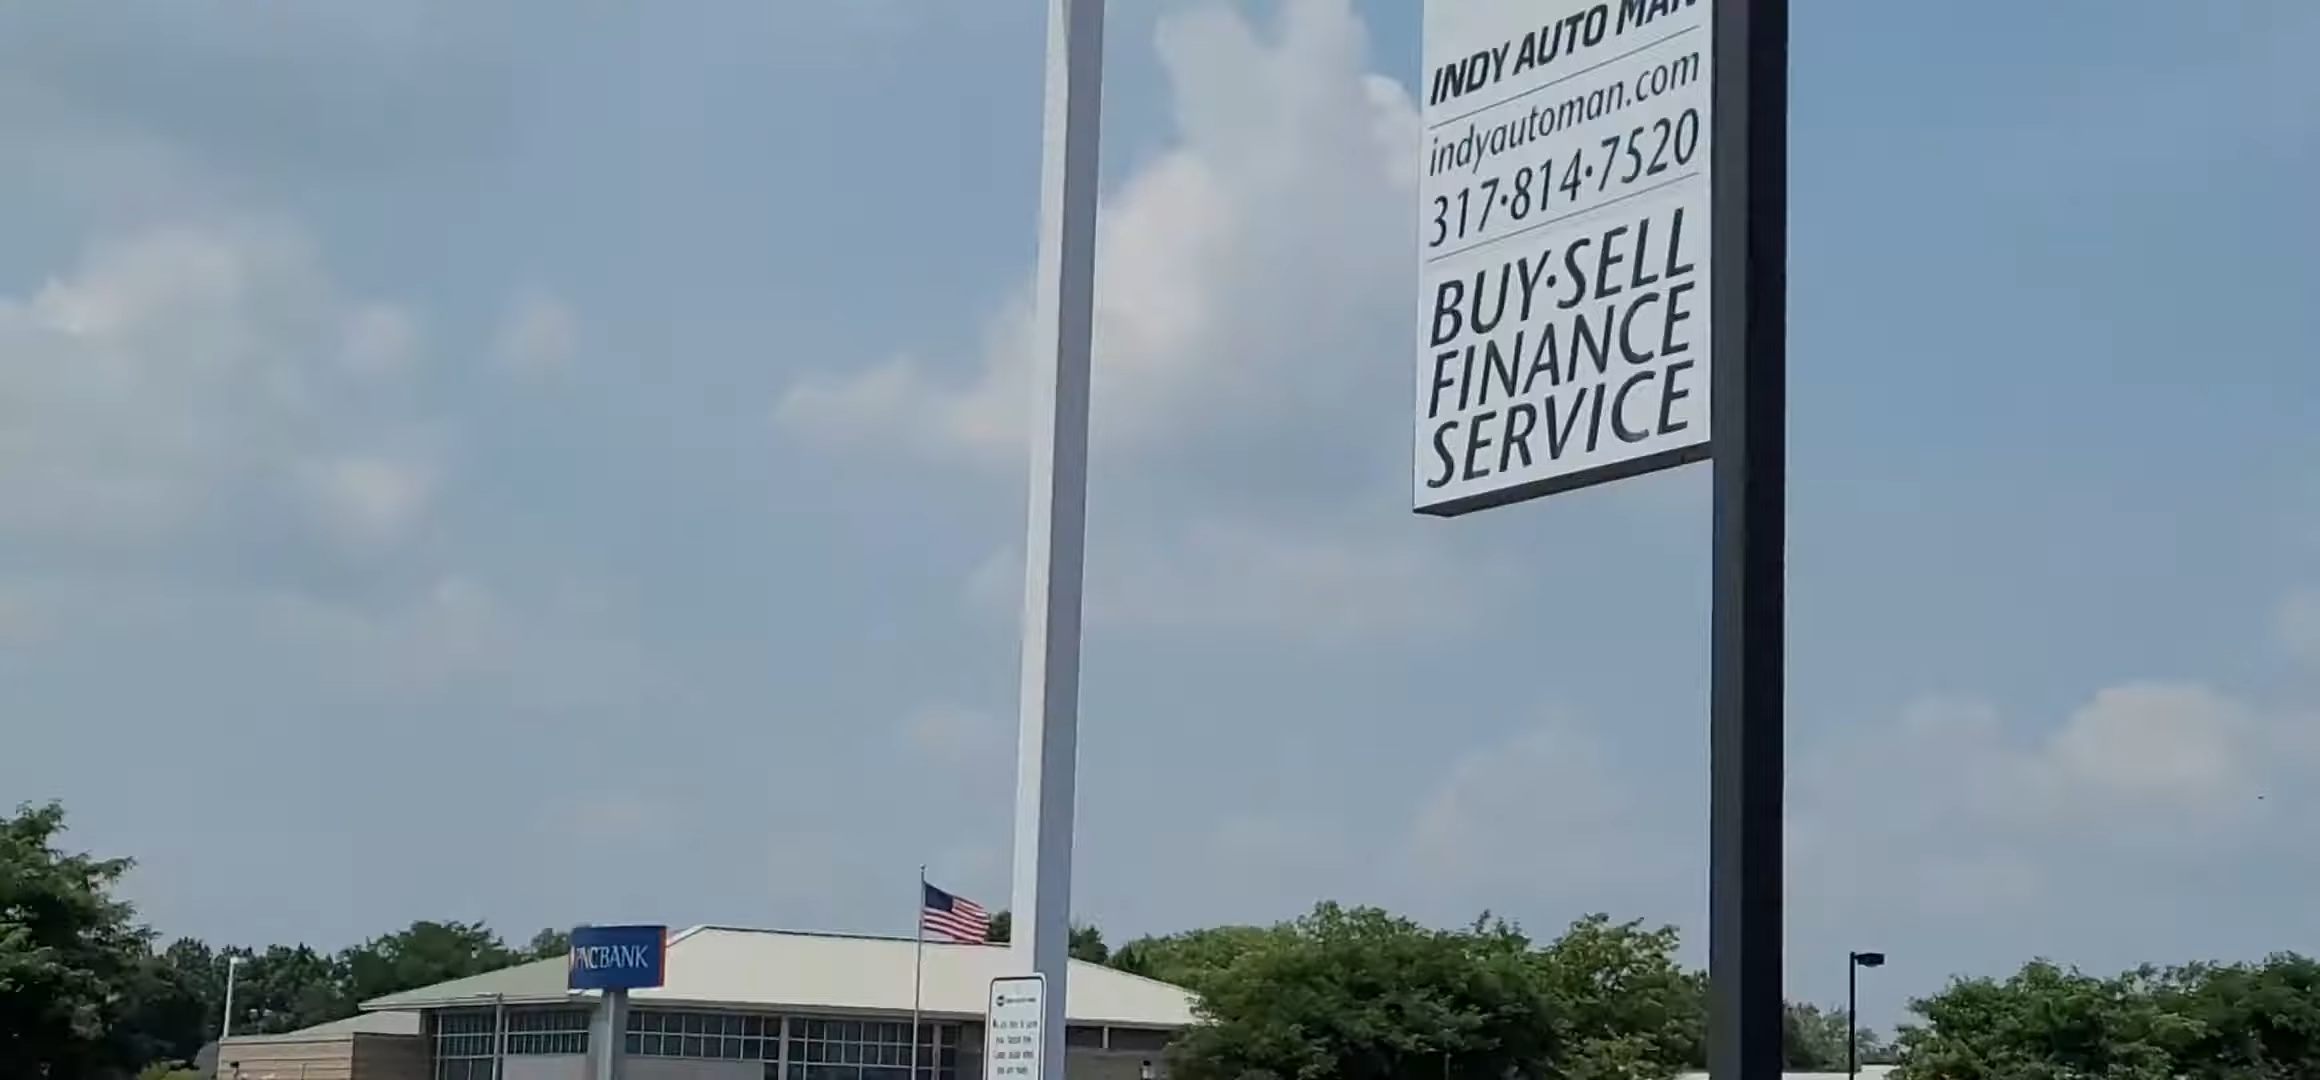 INDY AUTO MAN
indyautoman.com
317·814·7520
BUY·SELL
FINANCE
SERVICE
PNCBANK